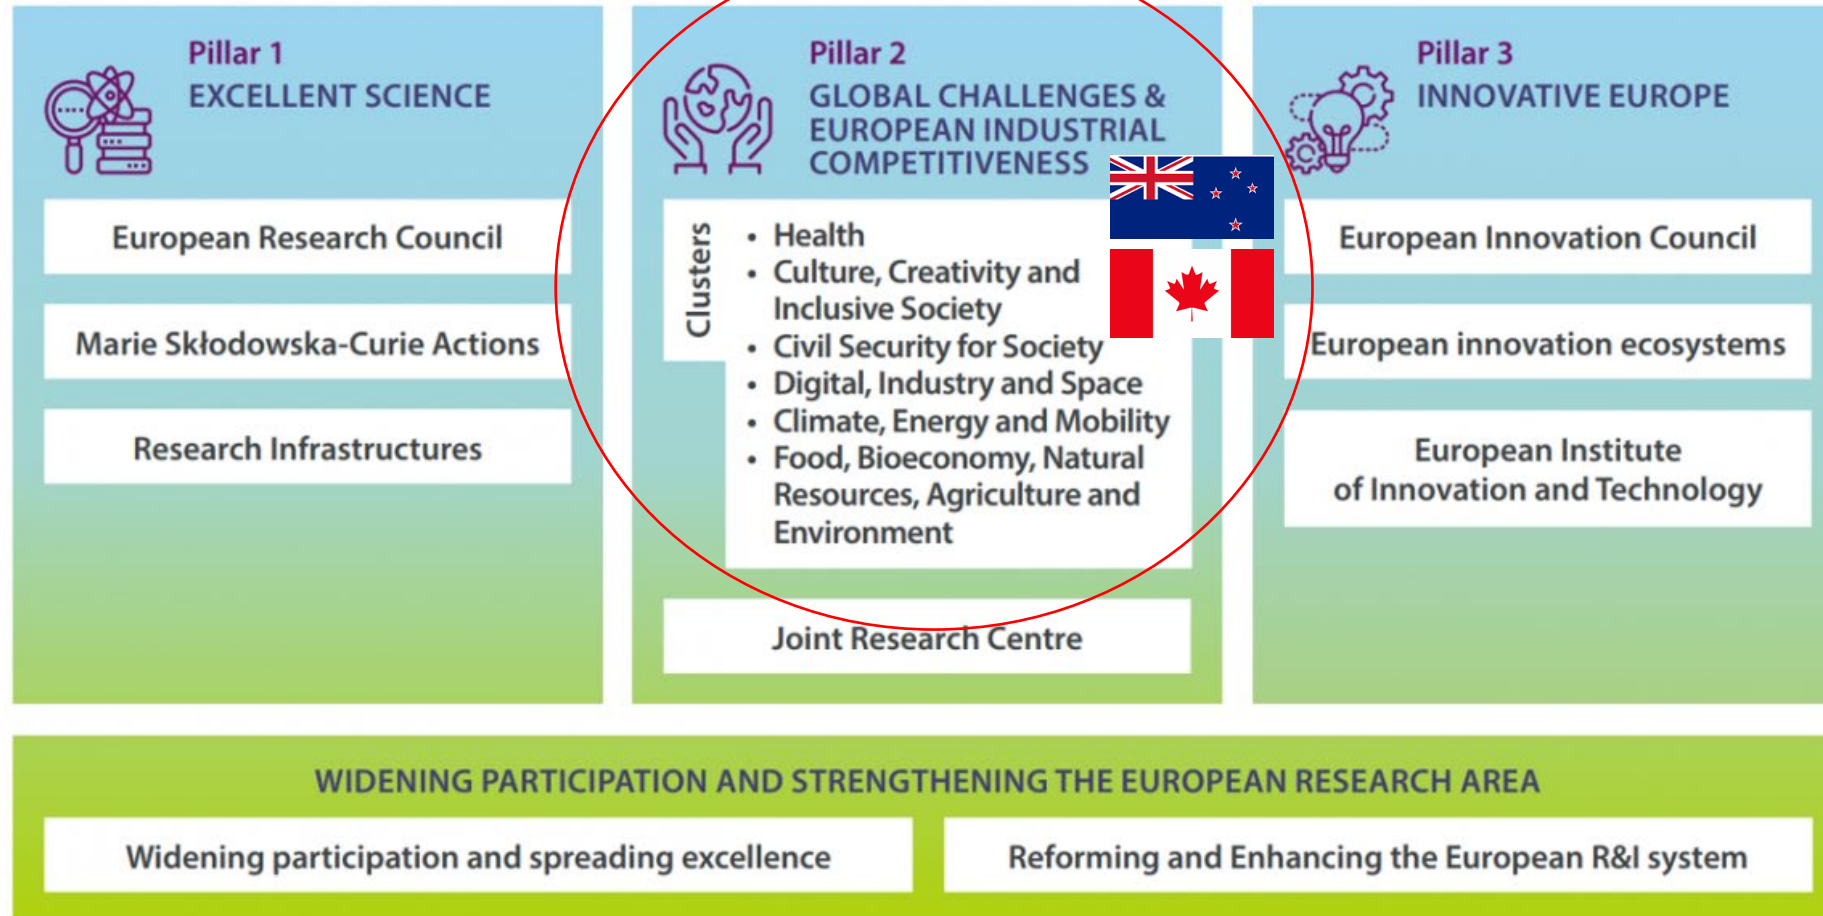 Pillar 1
EXCELLENT SCIENCE
European Research Council
Marie Skłodowska-Curie Actions
Research Infrastructures
Pillar 2
GLOBAL CHALLENGES &
EUROPEAN INDUSTRIAL
COMPETITIVENESS
Clusters
• Health
• Culture, Creativity and
Inclusive Society
• Civil Security for Society
• Digital, Industry and Space
• Climate, Energy and Mobility
• Food, Bioeconomy, Natural
Resources, Agriculture and
Environment
Joint Research Centre
Pillar 3
INNOVATIVE EUROPE
European Innovation Council
European innovation ecosystems
European Institute
of Innovation and Technology
WIDENING PARTICIPATION AND STRENGTHENING THE EUROPEAN RESEARCH AREA
Widening participation and spreading excellence
Reforming and Enhancing the European R&I system